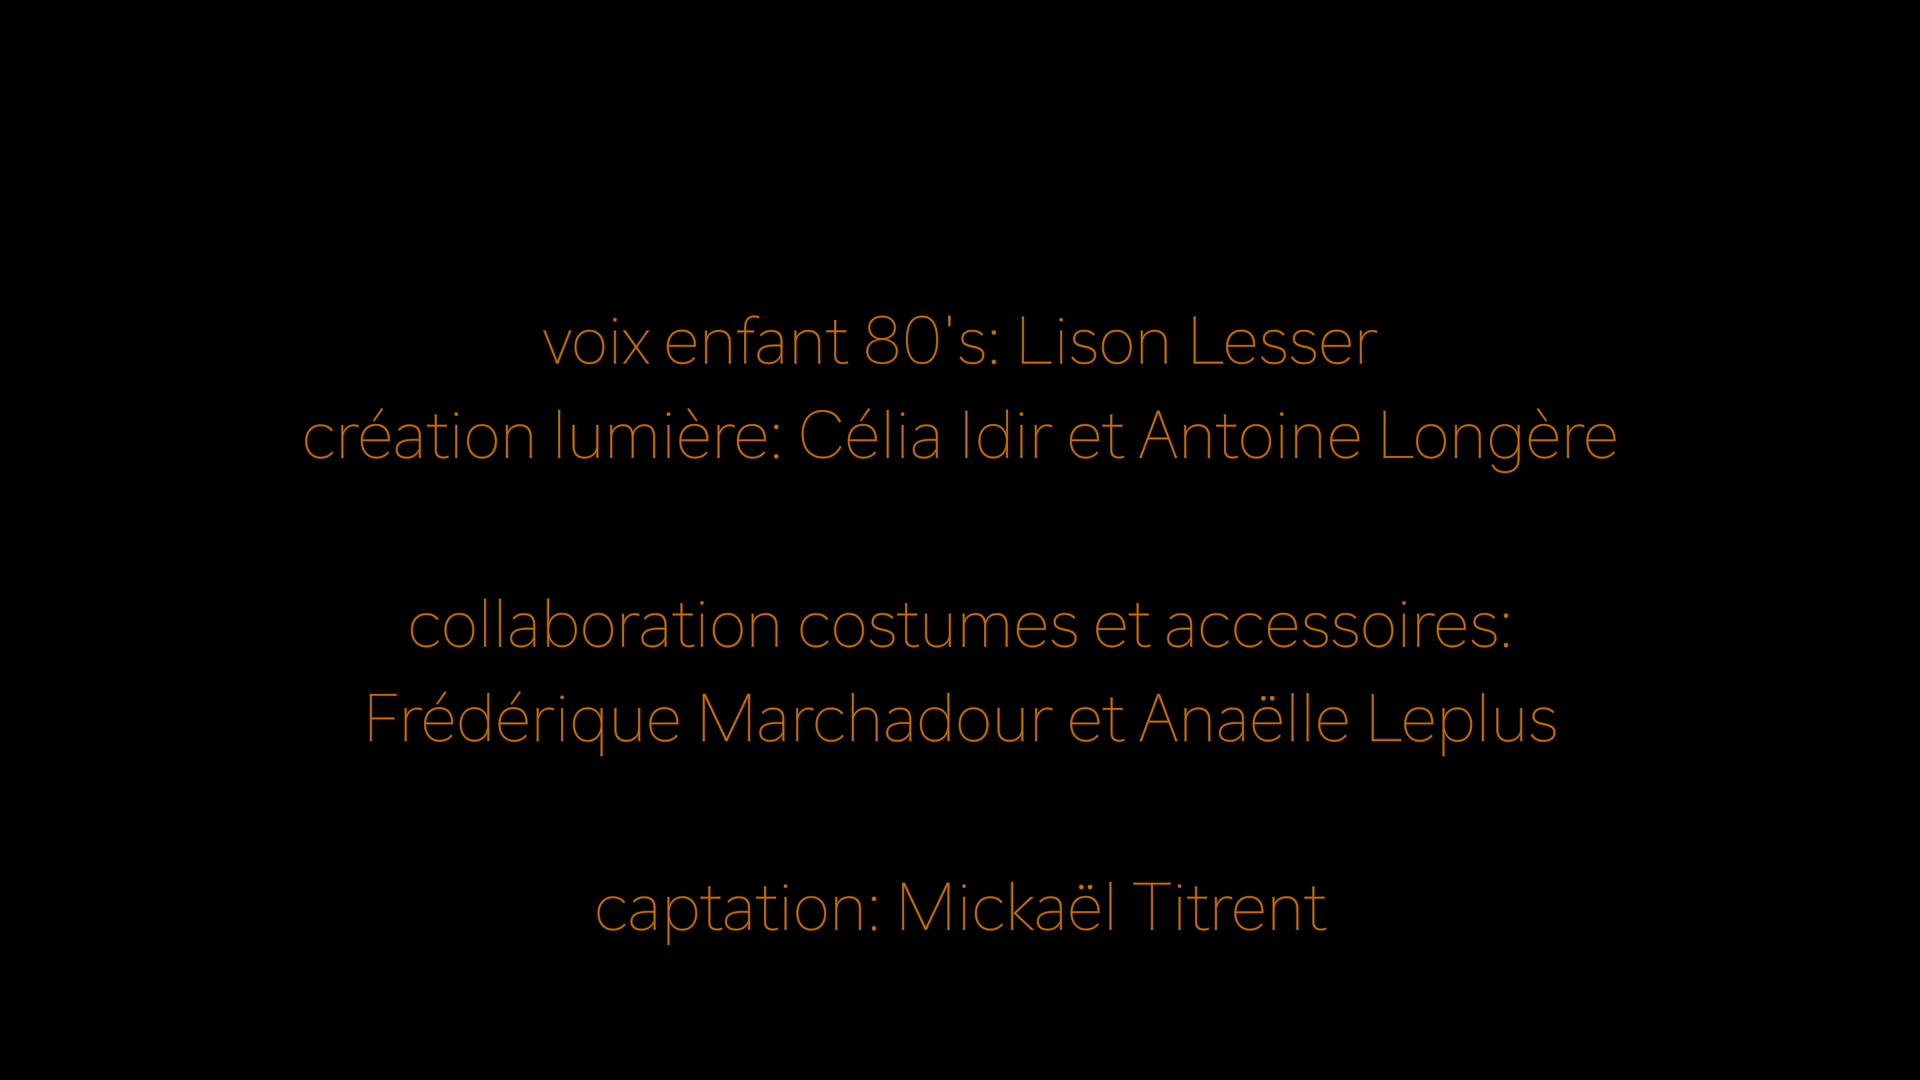 voix enfant 80's: Lison Lesser
création lumière: Célia Idir et Antoine Longère
collaboration costumes et accessoires:
Frédérique Marchadour et Anaëlle Leplus
captation: Mickaël Titrent